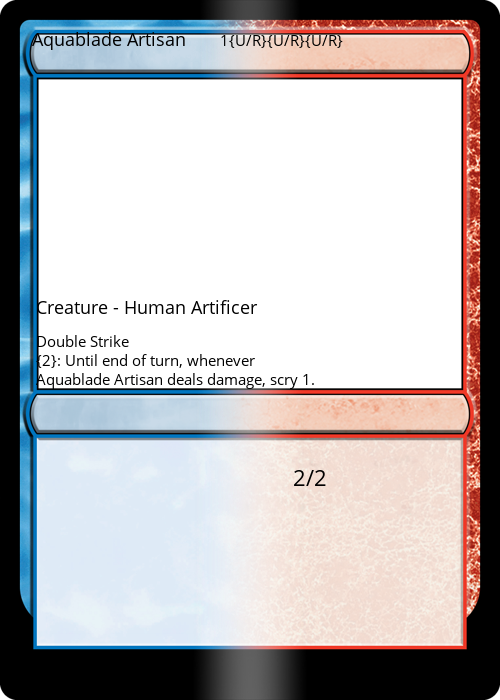 Aquablade Artisan 1{U/R}{U/R}{U/R}
Creature - Human Artificer
Double Strike
{2}: Until end of turn, whenever
Aquablade Artisan deals damage, scry 1.
2/2